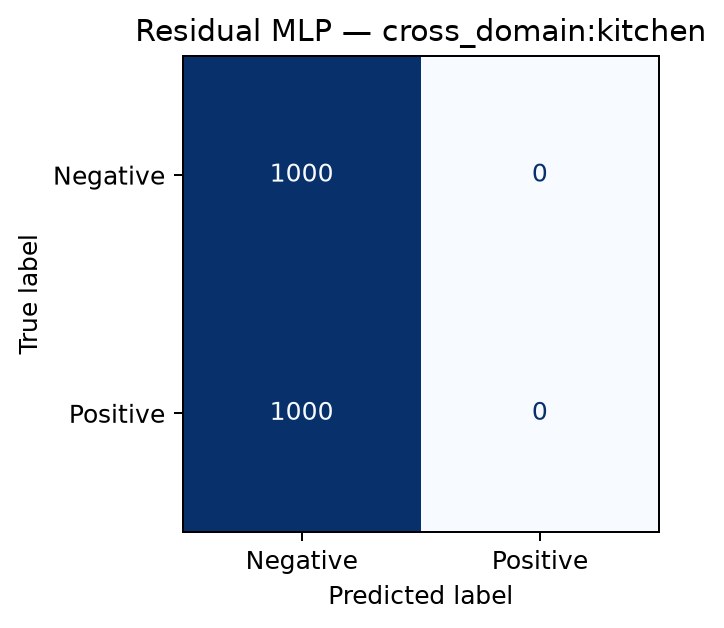 Residual MLP — cross_domain:kitchen
Negative
1000
0
True label
Positive
1000
0
Negative
Positive
Predicted label